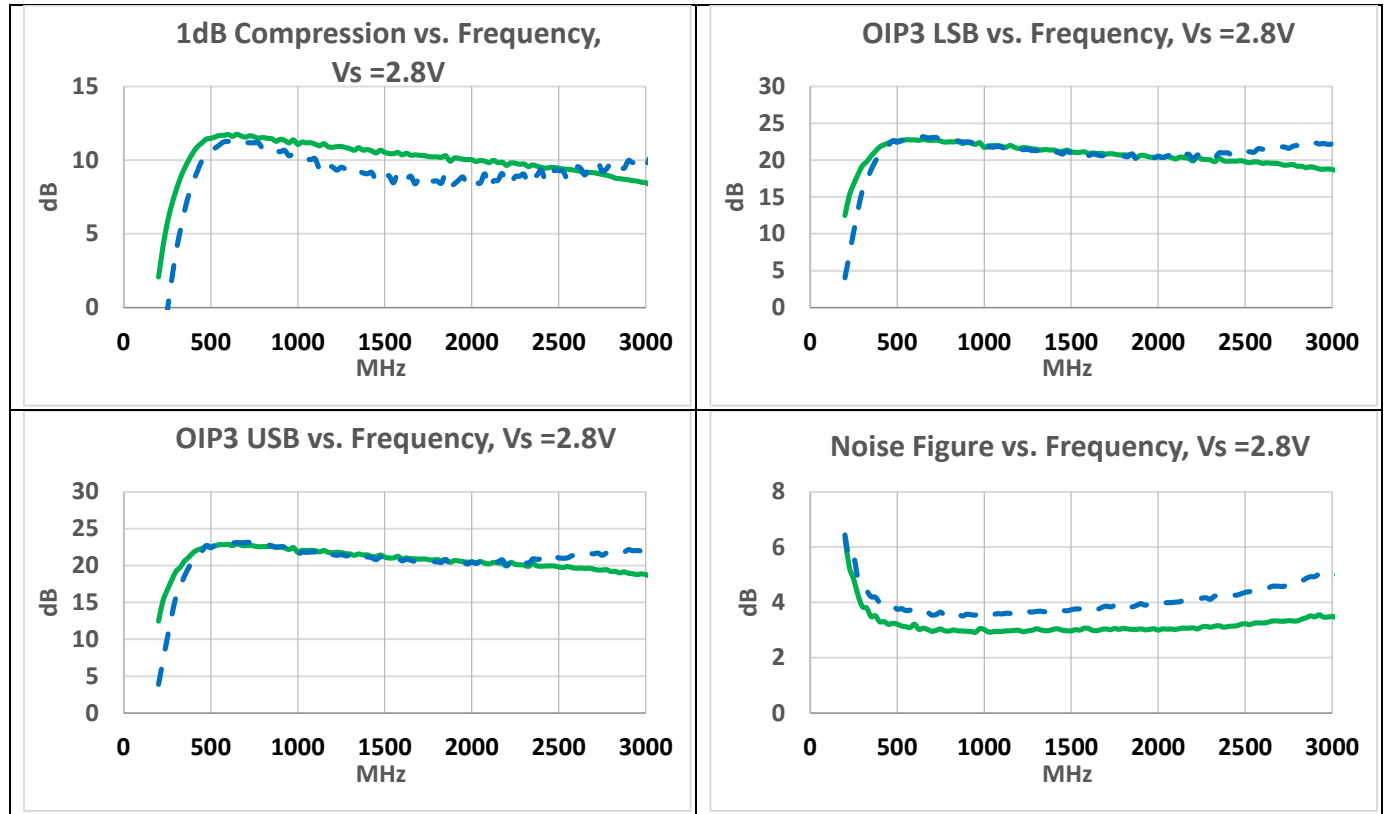 1dB Compression vs. Frequency,
Vs =2.8V
15
10
5
0
dB
0 500 1000 1500 2000 2500 3000
MHz
OIP3 LSB vs. Frequency, Vs =2.8V
30
25
20
15
10
5
0
dB
0 500 1000 1500 2000 2500 3000
MHz
OIP3 USB vs. Frequency, Vs =2.8V
30
25
20
15
10
5
0
dB
0 500 1000 1500 2000 2500 3000
MHz
Noise Figure vs. Frequency, Vs =2.8V
8
6
4
2
0
dB
0 500 1000 1500 2000 2500 3000
MHz